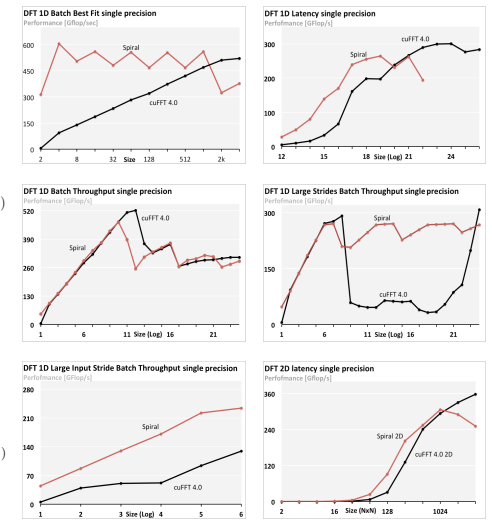 DFT 1D Batch Best Fit single precision
Performance [Gflop/sec]
600
450
300
150
0
Spiral
cuFFT 4.0
2 8 32 Size 128 512 2k
DFT 1D Latency single precision
Performance [GFlop/s]
300
200
100
0
cuFFT 4.0
Spiral
12 15 18 Size (Log) 21 24
)
DFT 1D Batch Throughput single precision
Performance [Gflop/s]
520
390
260
130
0
cuFFT 4.0
Spiral
1 6 11 Size (Log) 16 21
DFT 1D Large Strides Batch Throughput single precision
Performance [Gflop/s]
300
150
0
Spiral
cuFFT 4.0
1 6 11 Size (Log) 16 21
DFT 1D Large Input Stride Batch Throughput single precision
Performance [GFlop/s]
280
210
140
70
0
Spiral
cuFFT 4.0
1 2 3 Size (Log) 4 5 6
)
DFT 2D latency single precision
Performance [Gflop/s]
360
240
120
0
Spiral 2D
cuFFT 4.0 2D
2 16 Size (NxN) 128 1024